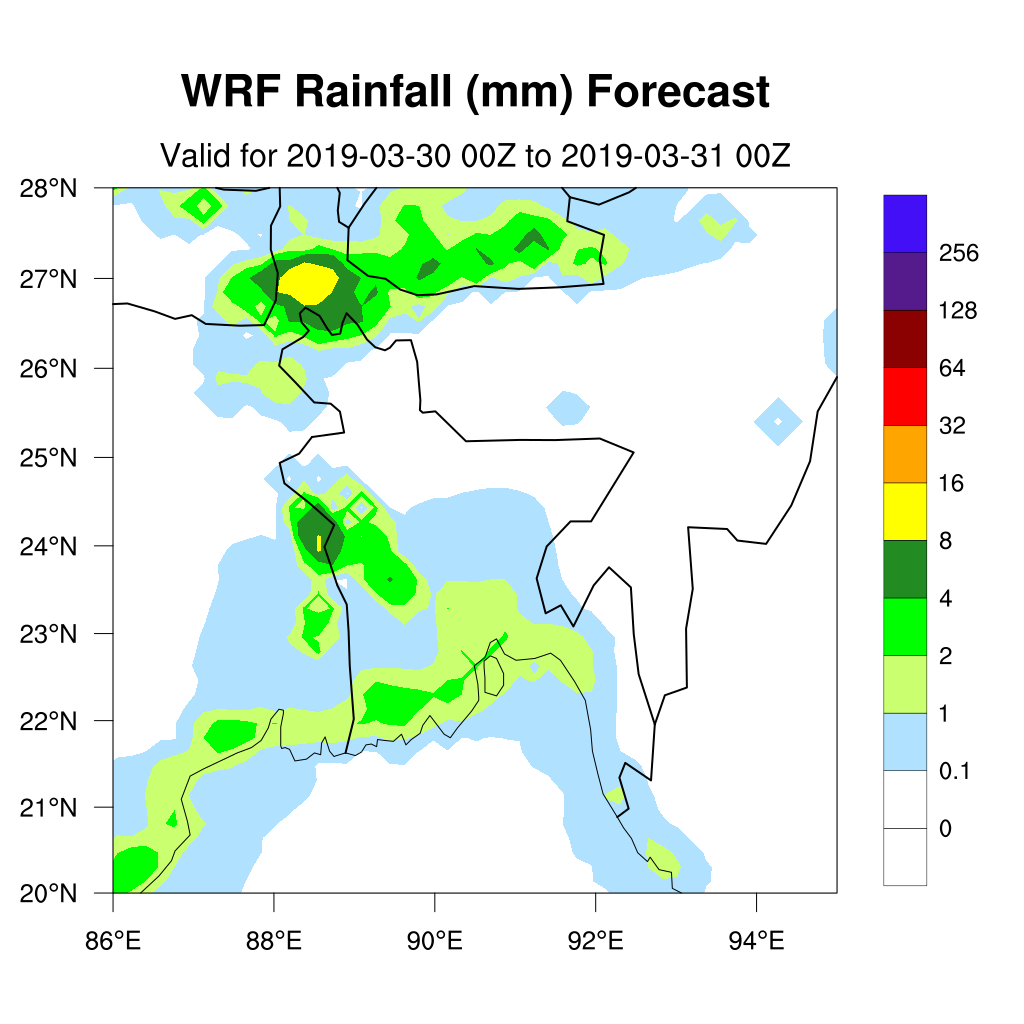 WRF Rainfall (mm) Forecast
Valid for 2019-03-30 00Z to 2019-03-31 00Z
28°N
27°N
26°N
25°N
24°N
23°N
22°N
21°N
20°N
86°E 88°E 90°E 92°E 94°E
256
128
64
32
16
8
4
2
1
0.1
0